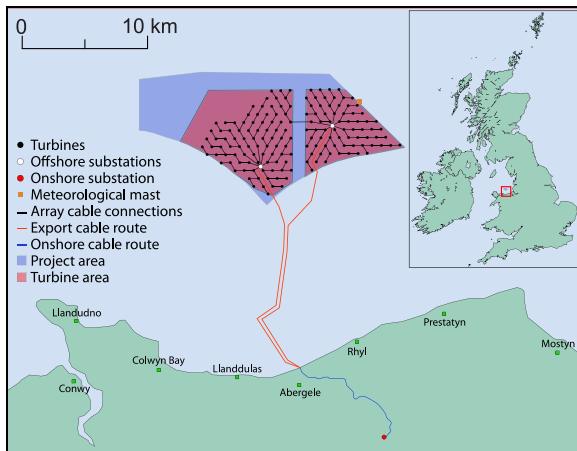 0 10 km
Turbines
Offshore substations
Onshore substation
Meteorological mast
Array cable connections
Export cable route
Onshore cable route
Project area
Turbine area
Llandudno
Prestatyn
Rhyl
Mostyn
Colwyn Bay
Llanddulas
Conwy
Abergele